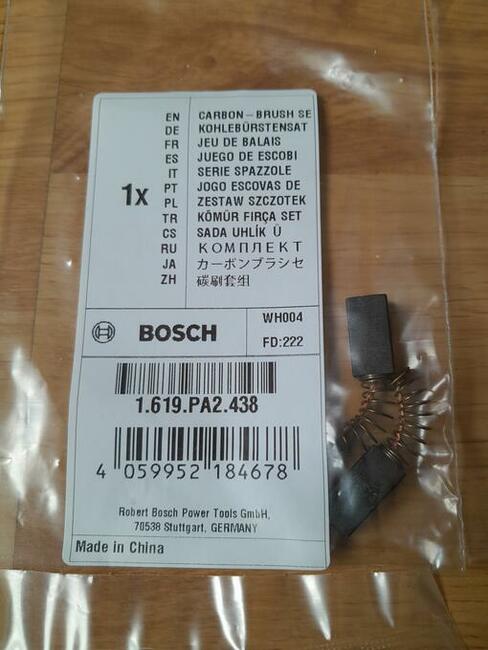 1x
EN CARBON-BRUSH SE
DE KOHLEBÜRSTENSAT
FR JEU DE BALAIS
ES JUEGO DE ESCOBI
IT SERIE SPAZZOLE
PT JOGO ESCOVAS DE
PL ZESTAW SZCZOTEK
TR KÖMÜR FIRÇA SET
CS SADA UHLÍK Ů
RU КОМПЛЕКТ
JA カーボンブラシセ
ZH 碳刷套组
BOSCH
WH004
FD:222
1.619.PA2.438
4 059952 184678
Robert Bosch Power Tools GmbH,
70538 Stuttgart, GERMANY
Made in China